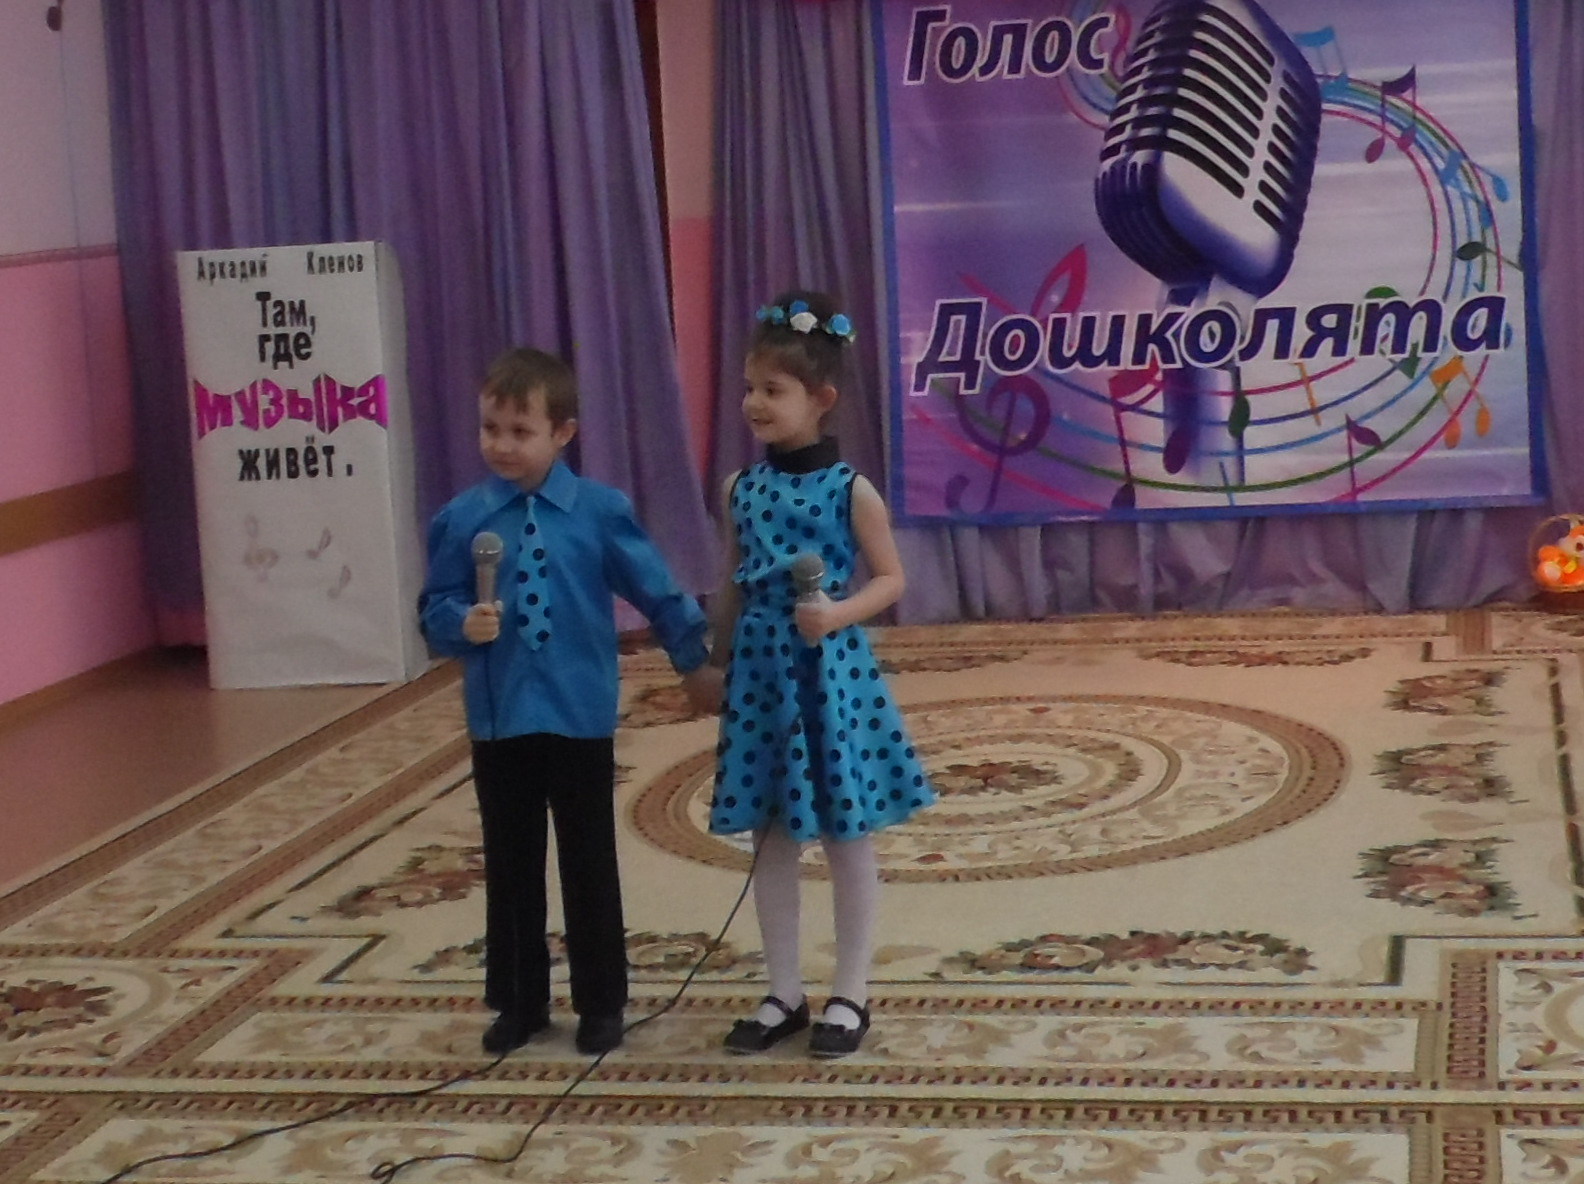 Аркадий Кленов
Там,
где
музыка
живёт.
Голос
Дошколята